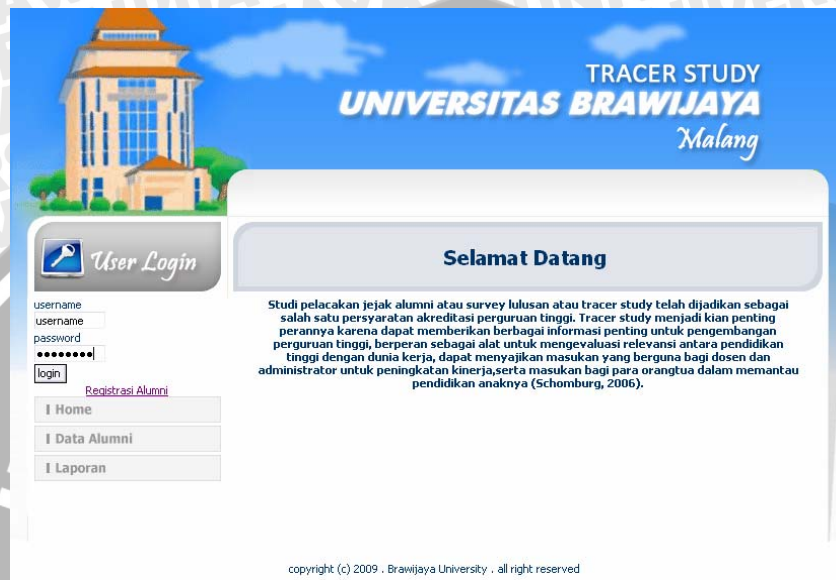 TRACER STUDY
UNIVERSITAS BRAWIJAYA
Malang
User Login
Selamat Datang
username
username
password
login
Registrasi Alumni
Home
Data Alumni
Laporan
Studi pelacakan jejak alumni atau survey lulusan atau tracer study telah dijadikan sebagai
salah satu persyaratan akreditasi perguruan tinggi. Tracer study menjadi kian penting
perannya karena dapat memberikan berbagai informasi penting untuk pengembangan
perguruan tinggi, berperan sebagai alat untuk mengevaluasi relevansi antara pendidikan
tinggi dengan dunia kerja, dapat menyajikan masukan yang berguna bagi dosen dan
administrator untuk peningkatan kinerja,serta masukan bagi para orangtua dalam memantau
pendidikan anaknya (Schomburg, 2006).
copyright (c) 2009 . Brawijaya University . all right reserved